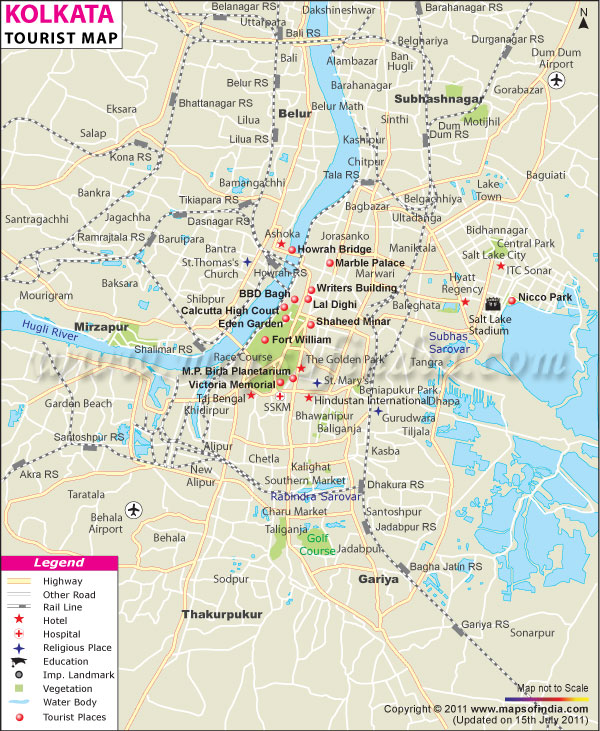 KOLKATA
TOURIST MAP
Belanagar RS
Uttarpara
Dakshineshwar
Bali RS
Durganagar RS
N
Belghariya
Bali
Alambazar
Ban
Hugli
Dum Dum
Airport
Belur RS
Barahanagar
Gorabazar
Bhattanagar RS
Subhashnagar
Eksara
Belur
Belur Math
Lilua
Sinthi
Dum
Motijhil
Salap
Lilua RS
Kashipur
Dum RS
Kona RS
Chitpur
Tala RS
Baguiati
Bankra
Bamangachhi
Lake
Town
Tikiapara RS
Bagbazar
Belgachhiya
Santragachhi
Jagachha
Dasnagar RS
Ultadanga
Ramrajtala RS
Baruipara
Ashoka
Jorasanko
Bidhannagar
Bantra
Howrah Bridge
Maniktala
Central Park
Salt Lake City
St.Thomas's
Church
Marble Palace
ITC Sonar
Howrah RS
Marwari
Hyatt
Regency
Baksara
Writers Building
Mourigram
Shibpur
BBD Bagh
Lal Dighi
Baleghata
Nicco Park
Calcutta High Court
Salt Lake
Stadium
Hugli River
Mirzapur
Eden Garden
Shaheed Minar
Subhas
Sarovar
Shalimar RS
Fort William
www.mapsofindia.com
Race Course
The Golden Park
Tangra
M.P. Birla Planetarium
Victoria Memorial
St. Mary's
Beniapukur Park
Garden Beach
Taj Bengal
Hindustan International
Dhapa
Khidirpur
SSKM
Bhawanipur
Gurudwara
Santoshpur RS
Baliganja
Tiljala
Alipur
Kasba
Akra RS
New
Alipur
Chetla
Kalighat
Southern Market
Dhakura RS
Taratala
Rabindra Sarovar
Behala
Airport
Charu Market
Santoshpur
Jadabpur RS
Behala
Taliganja
Golf
Course
Jadabpur
Bagha Jatin RS
Sodpur
Gariya
Thakurpukur
Gariya RS
Sonarpur
Legend
Highway
Other Road
Rail Line
Hotel
Hospital
Religious Place
Education
Imp. Landmark
Vegetation
Water Body
Tourist Places
Map not to Scale
Copyright © 2011 www.mapsofindia.com
(Updated on 15th July 2011)